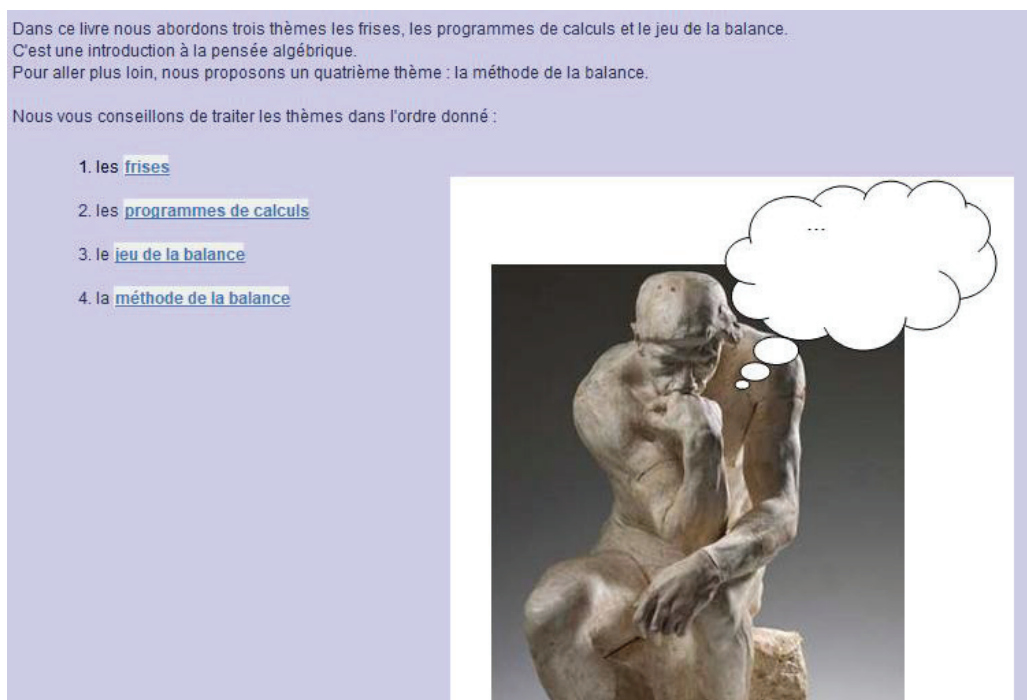 Dans ce livre nous abordons trois thèmes les frises, les programmes de calculs et le jeu de la balance.
C'est une introduction à la pensée algébrique.
Pour aller plus loin, nous proposons un quatrième thème : la méthode de la balance.
Nous vous conseillons de traiter les thèmes dans l'ordre donné :
1. les frises
2. les programmes de calculs
3. le jeu de la balance
4. la méthode de la balance
...